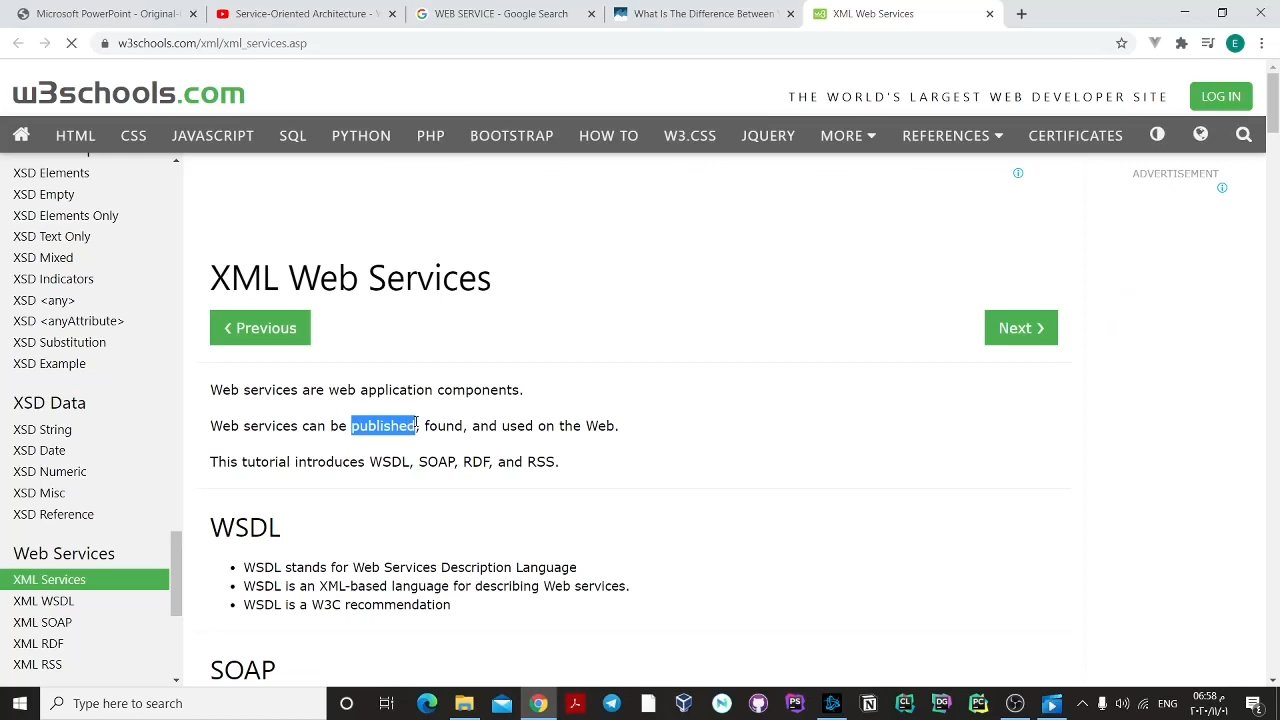 Microsoft PowerPoint - Original-
Service-Oriented Architecture -
WEB SERVICE - Google Search
What Is The Difference Between
XML Web Services
w3schools.com/xml/xml_services.asp
E
w3schools.com
THE WORLD'S LARGEST WEB DEVELOPER SITE
LOG IN
HTML CSS JAVASCRIPT SQL PYTHON PHP BOOTSTRAP HOW TO W3.CSS JQUERY MORE REFERENCES CERTIFICATES
XSD Elements
XSD Empty
XSD Elements Only
XSD Text Only
XSD Mixed
XSD Indicators
XSD <any>
XSD <anyAttribute>
XSD Substitution
XSD Example
XSD Data
XSD String
XSD Date
XSD Numeric
XSD Misc
XSD Reference
Web Services
XML Services
XML WSDL
XML SOAP
XML RDF
XML RSS
ADVERTISEMENT
XML Web Services
❮ Previous
Next ❯
Web services are web application components.
Web services can be published, found, and used on the Web.
This tutorial introduces WSDL, SOAP, RDF, and RSS.
WSDL
• WSDL stands for Web Services Description Language
• WSDL is an XML-based language for describing Web services.
• WSDL is a W3C recommendation
SOAP
Type here to search
ENG
06:58 م